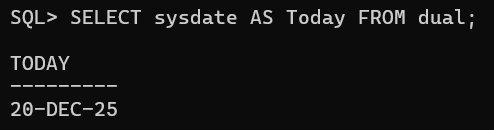 SQL> SELECT sysdate AS Today FROM dual;
TODAY
---------
20-DEC-25